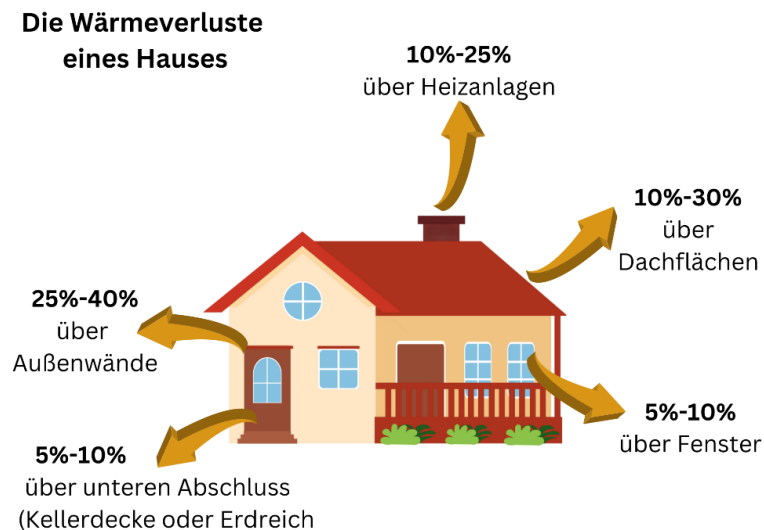 Die Wärmeverluste
eines Hauses
10%-25%
über Heizanlagen
10%-30%
über
Dachflächen
25%-40%
über
Außenwände
5%-10%
über Fenster
5%-10%
über unteren Abschluss
(Kellerdecke oder Erdreich